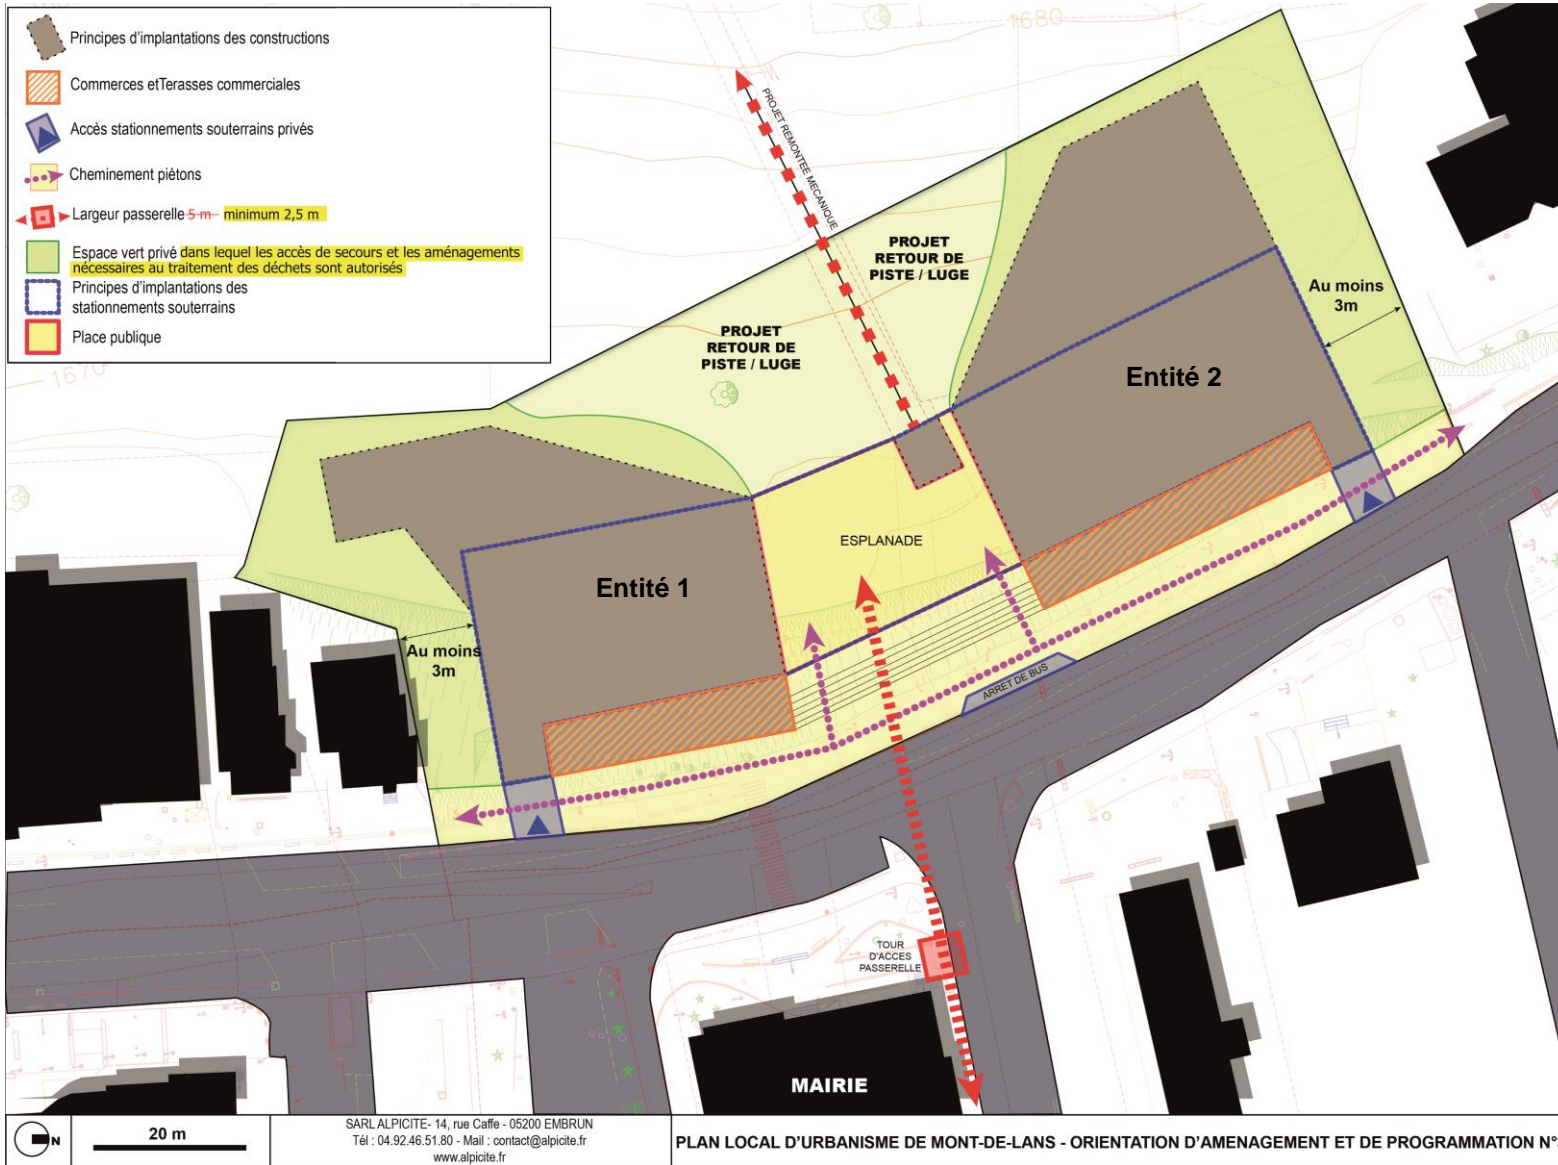 Principes d'implantations des constructions
Commerces etTerasses commerciales
Accès stationnements souterrains privés
Cheminement piétons
Largeur passerelle 5 m minimum 2,5 m
Espace vert privé dans lequel les accès de secours et les aménagements
nécessaires au traitement des déchets sont autorisés
Principes d'implantations des
stationnements souterrains
Place publique
1680
1670
PROJET REMONTEE MECANIQUE
PROJET
RETOUR DE
PISTE / LUGE
PROJET
RETOUR DE
PISTE / LUGE
Au moins
3m
Entité 2
ESPLANADE
Entité 1
Au moins
3m
ARRET DE BUS
TOUR
D'ACCES
PASSERELLE
MAIRIE
N
20 m
SARL ALPICITE- 14, rue Caffe - 05200 EMBRUN
Tél : 04.92.46.51.80 - Mail : contact@alpicite.fr
www.alpicite.fr
PLAN LOCAL D'URBANISME DE MONT-DE-LANS - ORIENTATION D'AMENAGEMENT ET DE PROGRAMMATION N°